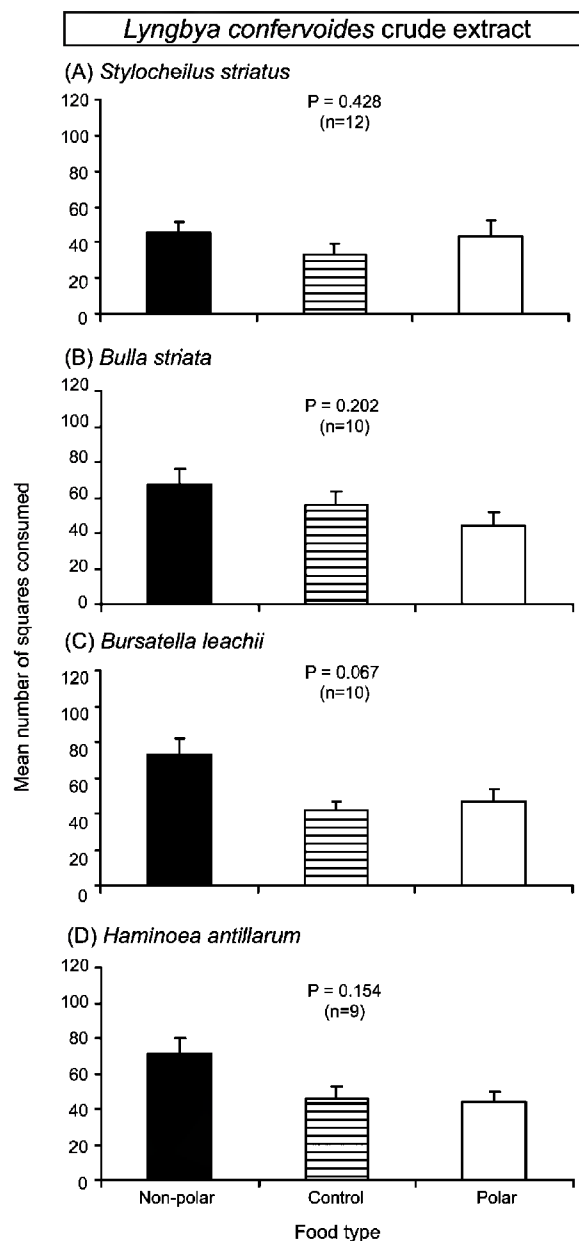 Lyngbya confervoides crude extract
(A) Stylocheilus striatus
120
100
80
60
40
20
0
P = 0.428
(n=12)
(B) Bulla striata
120
100
80
60
40
20
0
P = 0.202
(n=10)
Mean number of squares consumed
(C) Bursatella leachii
120
100
80
60
40
20
0
P = 0.067
(n=10)
(D) Haminoea antillarum
120
100
80
60
40
20
0
P = 0.154
(n=9)
Non-polar Control Polar
Food type